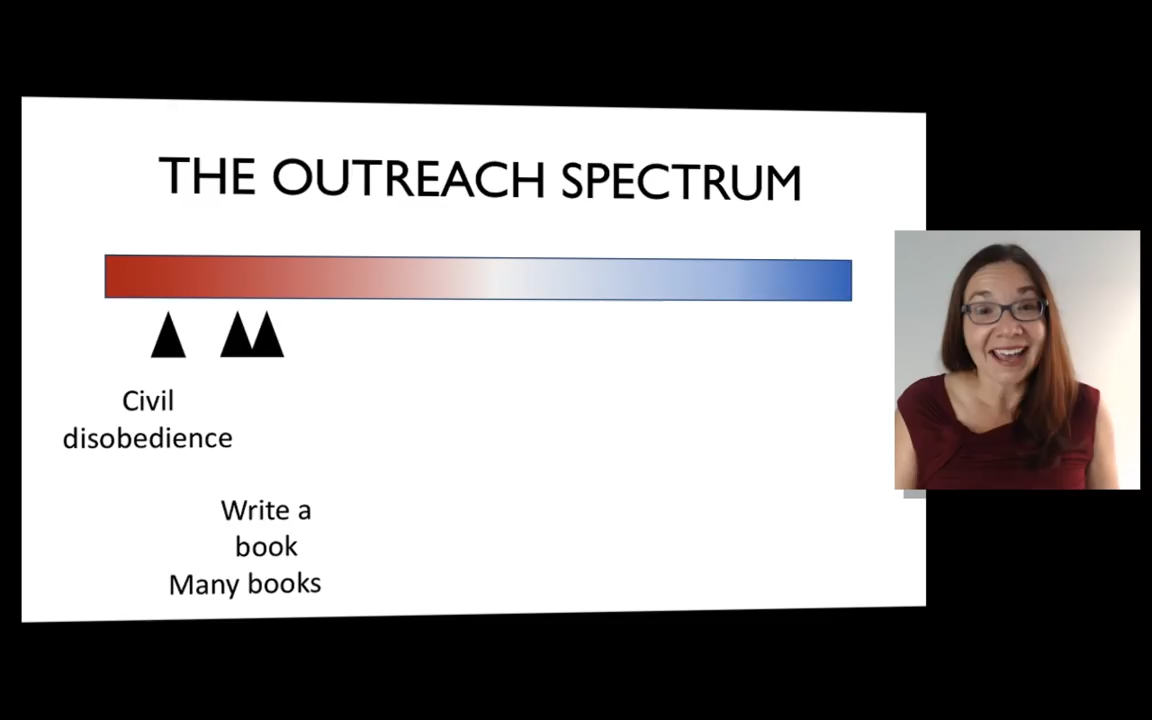 THE OUTREACH SPECTRUM
Civil
disobedience
Write a
book
Many books